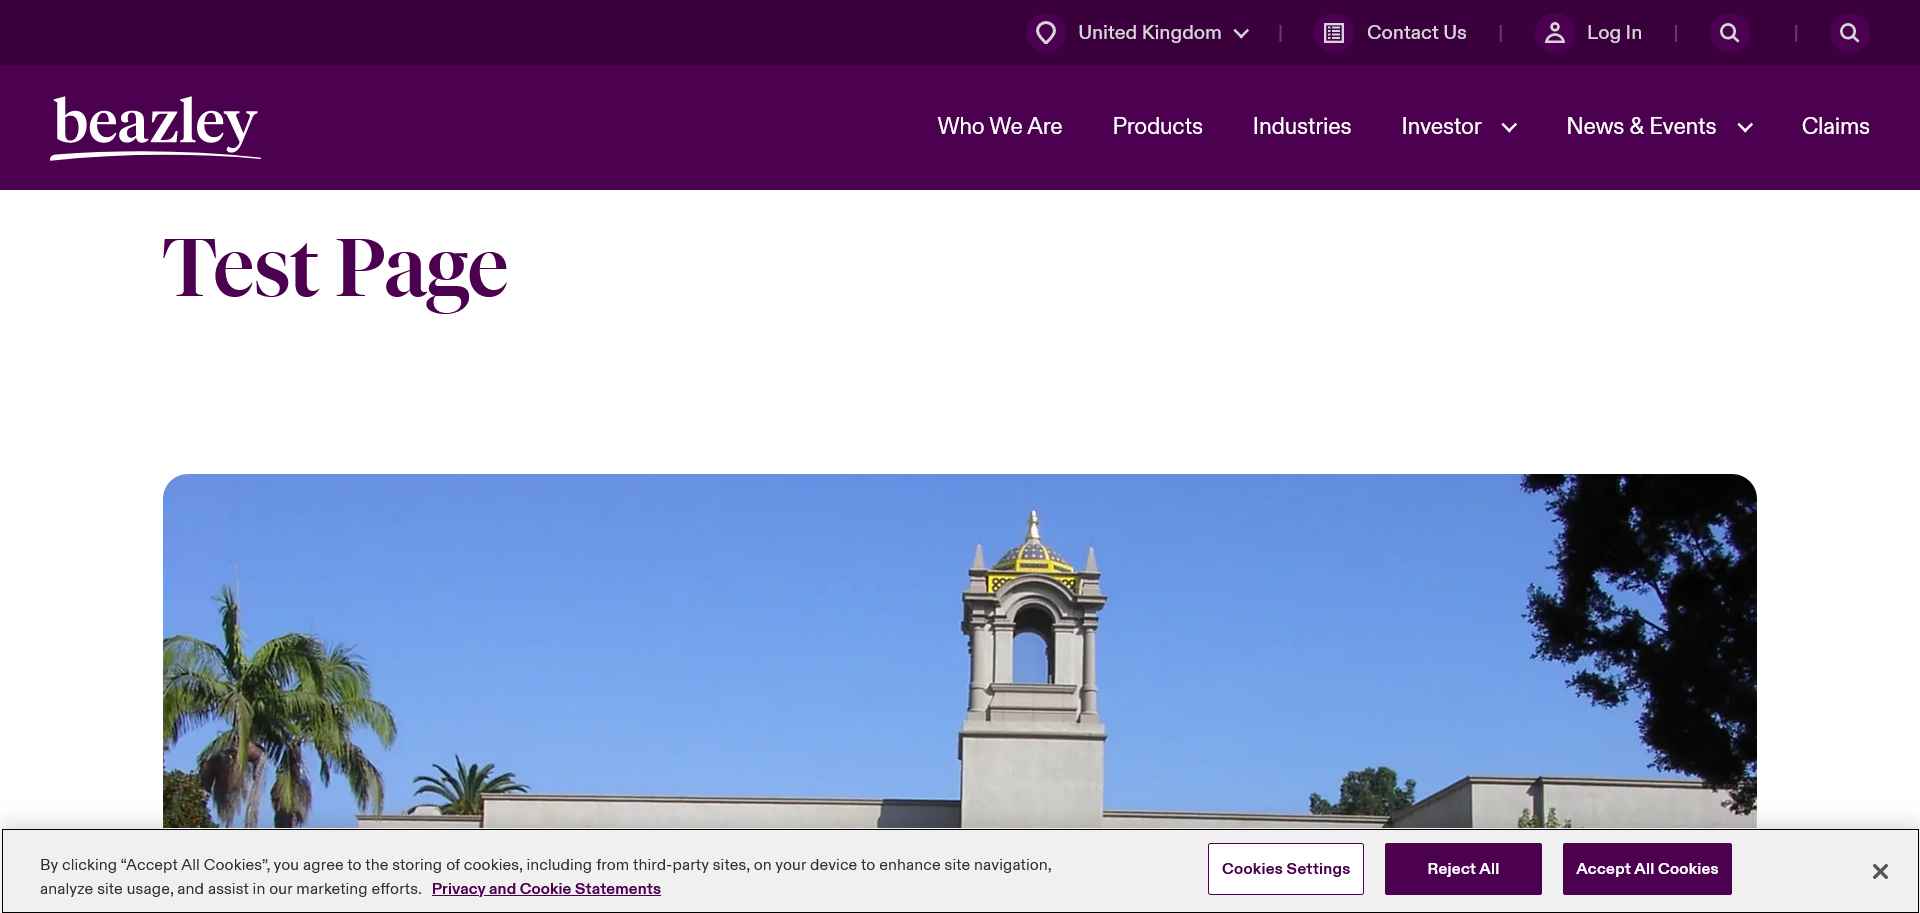 United Kingdom
Contact Us
Log In
beazley
Who We Are
Products
Industries
Investor
News & Events
Claims
Test Page
By clicking “Accept All Cookies”, you agree to the storing of cookies, including from third-party sites, on your device to enhance site navigation,
analyze site usage, and assist in our marketing efforts. Privacy and Cookie Statements
Cookies Settings
Reject All
Accept All Cookies